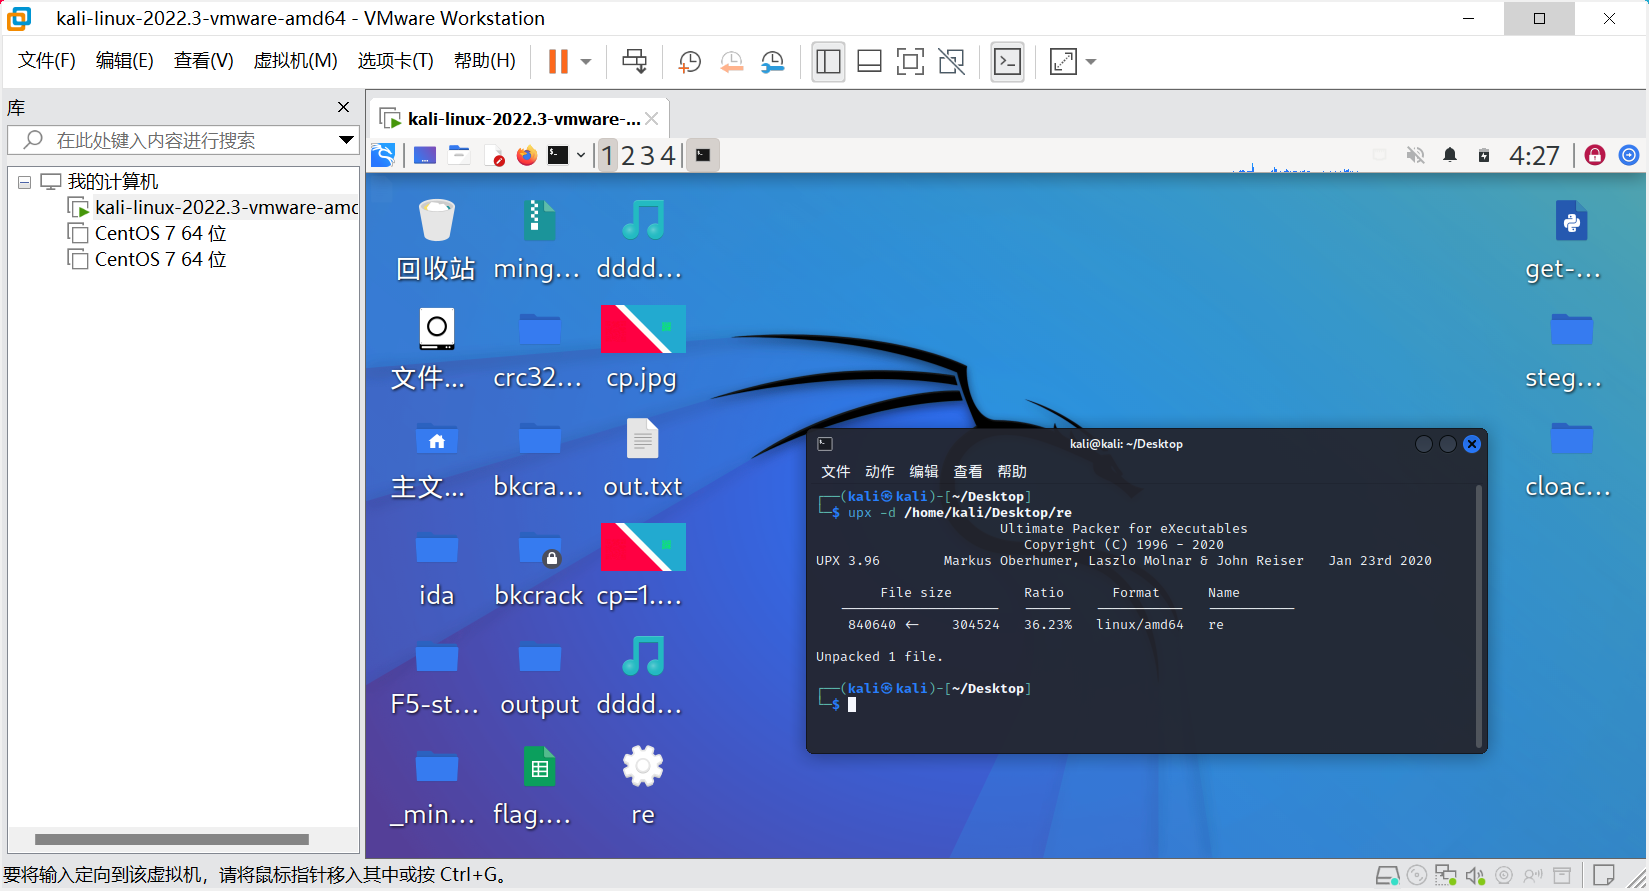 kali-linux-2022.3-vmware-amd64 - VMware Workstation
文件(F) 编辑(E) 查看(V) 虚拟机(M) 选项卡(T) 帮助(H)
库
在此处键入内容进行搜索
我的计算机
kali-linux-2022.3-vmware-amd
CentOS 7 64 位
CentOS 7 64 位
kali-linux-2022.3-vmware-...
1 2 3 4
4:27
回收站 ming... dddd...
get-...
文件... crc32... cp.jpg
steg...
主文... bkcra... out.txt
cloac...
ida bkcrack cp=1....
F5-st... output dddd...
_min... flag.... re
kali@kali: ~/Desktop
文件 动作 编辑 查看 帮助
┌──(kali㉿kali)-[~/Desktop]
└─$ upx -d /home/kali/Desktop/re
Ultimate Packer for eXecutables
Copyright (C) 1996 - 2020
UPX 3.96 Markus Oberhumer, Laszlo Molnar & John Reiser Jan 23rd 2020
File size Ratio Format Name
-------------------- ------ ----------- -----------
840640 <- 304524 36.23% linux/amd64 re
Unpacked 1 file.
┌──(kali㉿kali)-[~/Desktop]
└─$
要将输入定向到该虚拟机，请将鼠标指针移入其中或按 Ctrl+G。